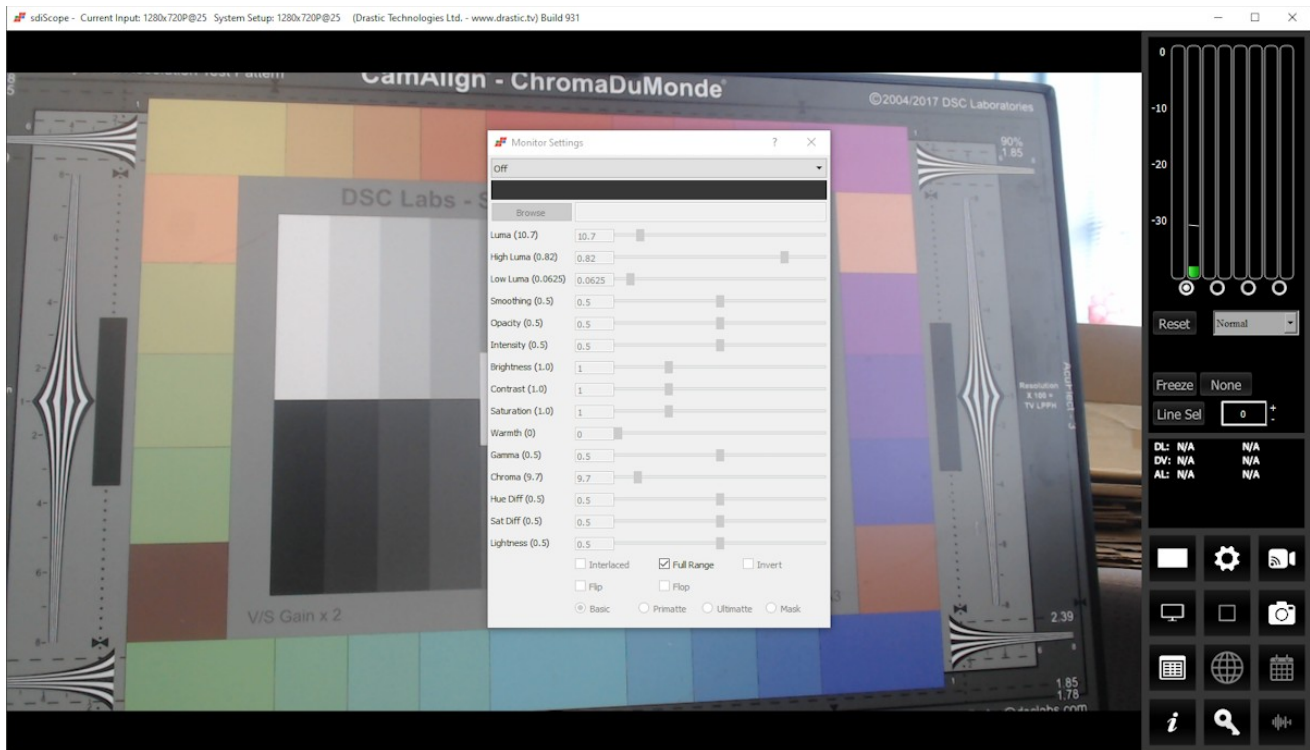 sdiScope - Current Input: 1280x720P@25 System Setup: 1280x720P@25 (Drastic Technologies Ltd. - www.drastic.tv) Build 931
CamAlign - ChromaDuMonde
©2004/2017 DSC Laboratories
90%
1.85
DSC Labs - S
Resolution
X 100 =
TV LPPH
V/S Gain x 2
2.39
1.85
1.78
Monitor Settings
?
Off
Browse
Luma (10.7) 10.7
High Luma (0.82) 0.82
Low Luma (0.0625) 0.0625
Smoothing (0.5) 0.5
Opacity (0.5) 0.5
Intensity (0.5) 0.5
Brightness (1.0) 1
Contrast (1.0) 1
Saturation (1.0) 1
Warmth (0) 0
Gamma (0.5) 0.5
Chroma (9.7) 9.7
Hue Diff (0.5) 0.5
Sat Diff (0.5) 0.5
Lightness (0.5) 0.5
Interlaced Full Range Invert
Flip Flop
Basic Primatte Ultimatte Mask
0
-10
-20
-30
Reset Normal
Freeze None
Line Sel 0 + -
DL: N/A N/A
DV: N/A N/A
AL: N/A N/A